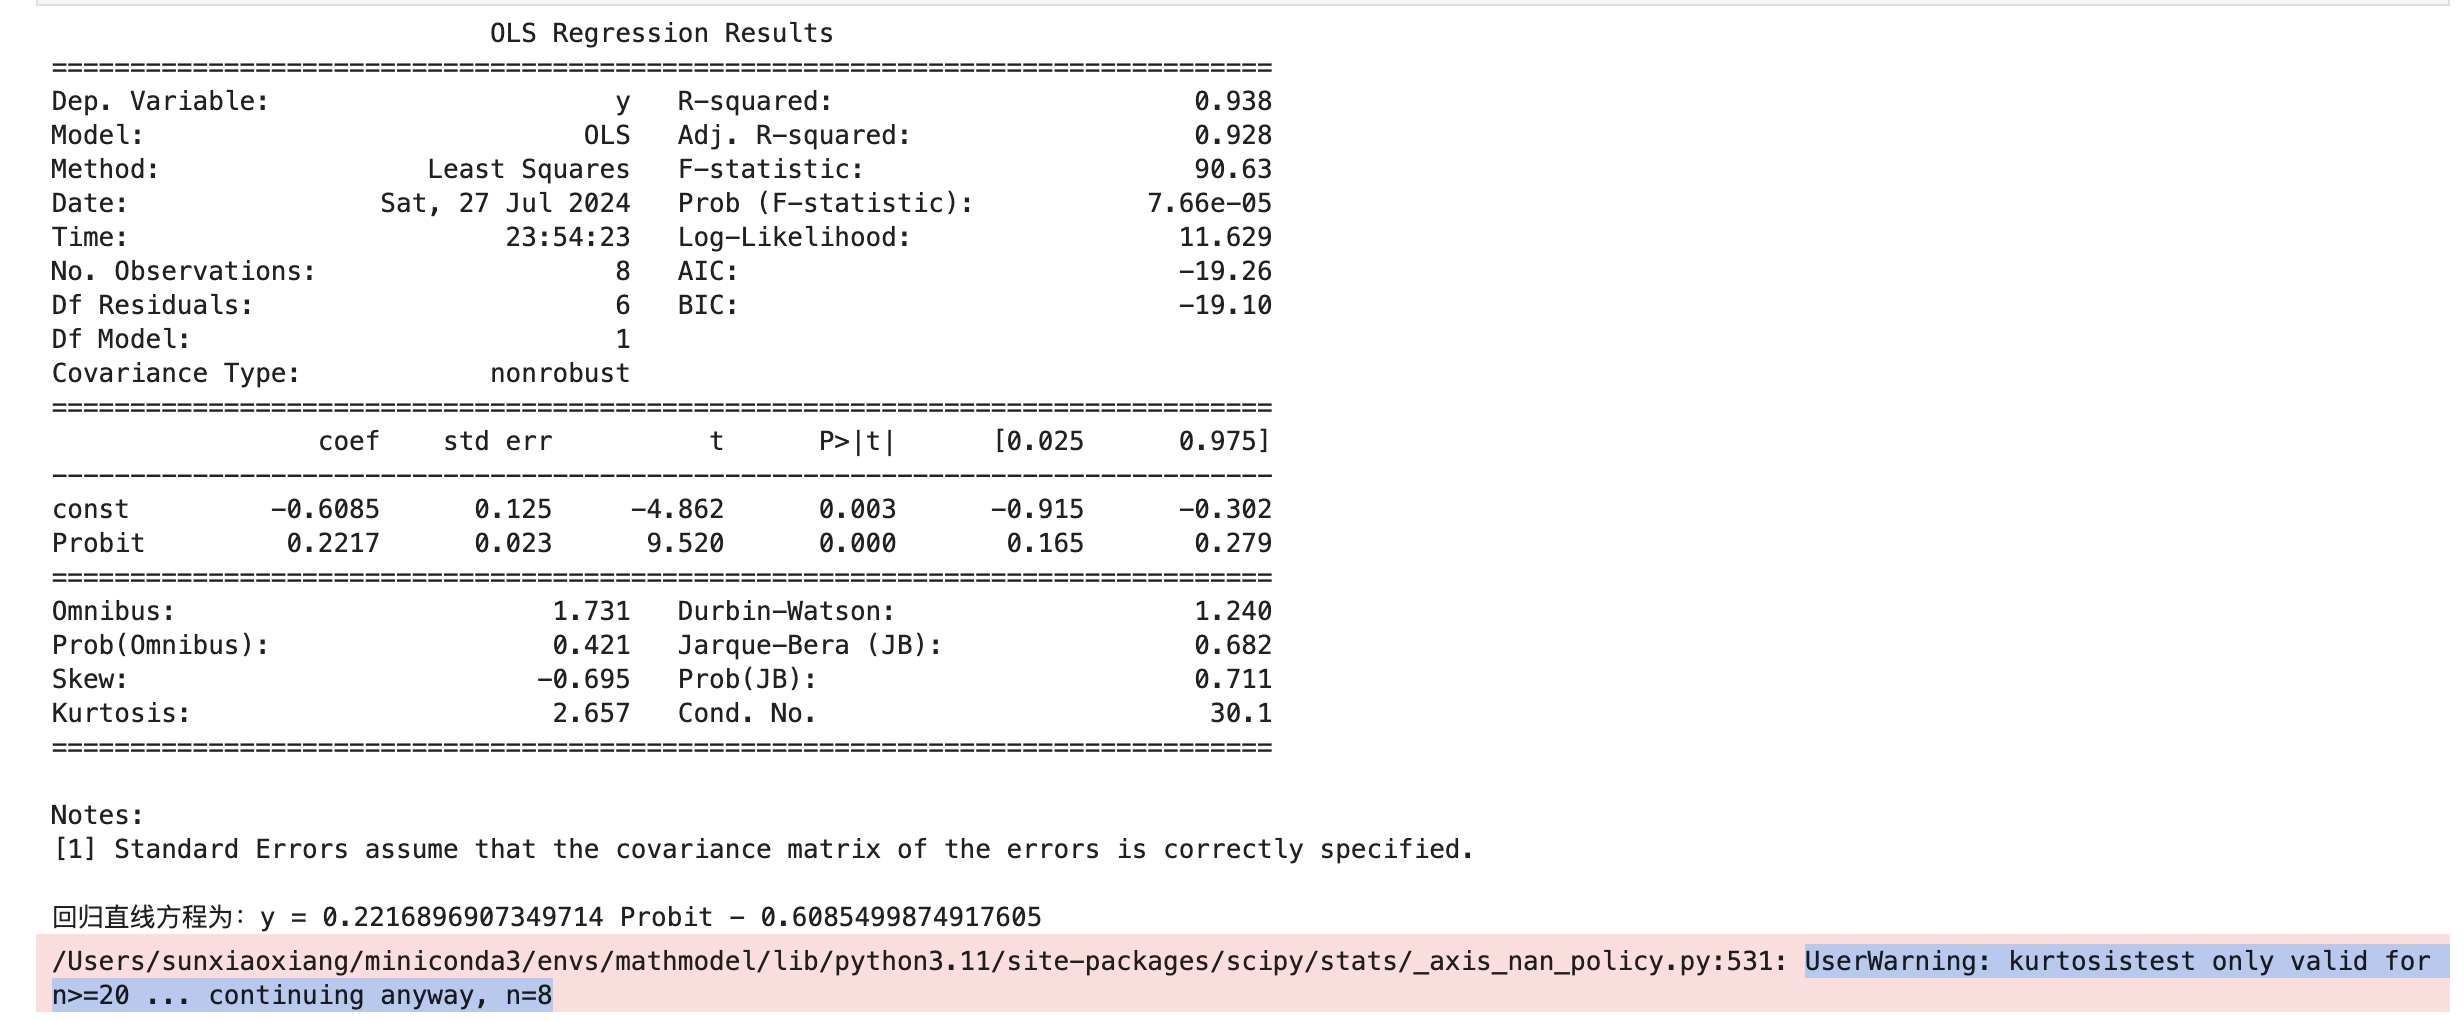 OLS Regression Results
==============================================================================
Dep. Variable: y R-squared: 0.938
Model: OLS Adj. R-squared: 0.928
Method: Least Squares F-statistic: 90.63
Date: Sat, 27 Jul 2024 Prob (F-statistic): 7.66e-05
Time: 23:54:23 Log-Likelihood: 11.629
No. Observations: 8 AIC: -19.26
Df Residuals: 6 BIC: -19.10
Df Model: 1
Covariance Type: nonrobust
==============================================================================
coef std err t P>|t| [0.025 0.975]
------------------------------------------------------------------------------
const -0.6085 0.125 -4.862 0.003 -0.915 -0.302
Probit 0.2217 0.023 9.520 0.000 0.165 0.279
==============================================================================
Omnibus: 1.731 Durbin-Watson: 1.240
Prob(Omnibus): 0.421 Jarque-Bera (JB): 0.682
Skew: -0.695 Prob(JB): 0.711
Kurtosis: 2.657 Cond. No. 30.1
==============================================================================
Notes:
[1] Standard Errors assume that the covariance matrix of the errors is correctly specified.
回归直线方程为: y = 0.2216896907349714 Probit - 0.6085499874917605
/Users/sunxiaoxiang/miniconda3/envs/mathmodel/lib/python3.11/site-packages/scipy/stats/_axis_nan_policy.py:531: UserWarning: kurtosistest only valid for
n>=20 ... continuing anyway, n=8